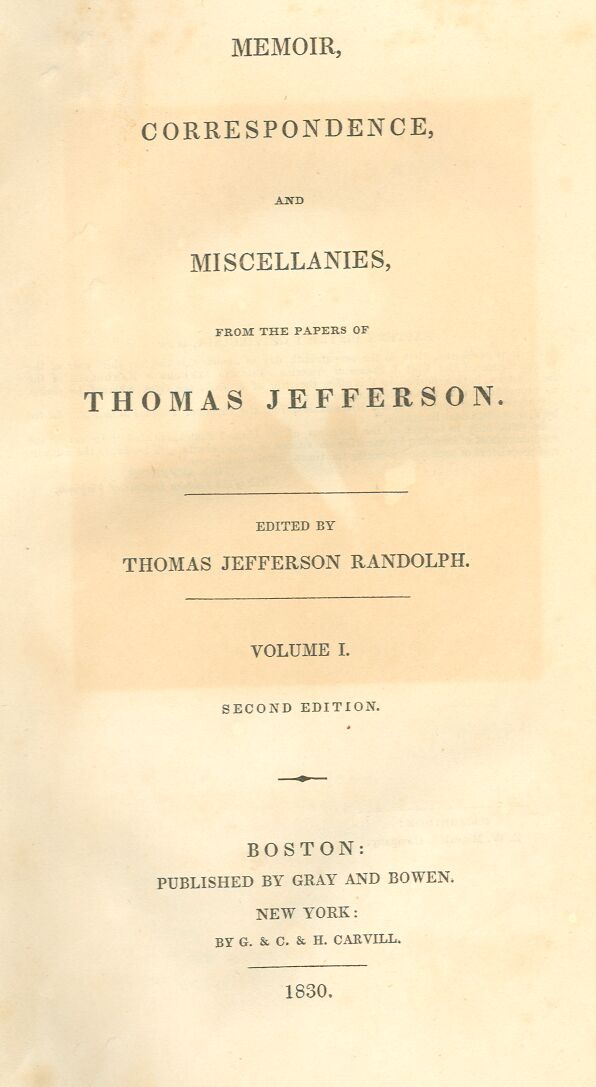 MEMOIR,
CORRESPONDENCE,
AND
MISCELLANIES,
FROM THE PAPERS OF
THOMAS JEFFERSON.
EDITED BY
THOMAS JEFFERSON RANDOLPH.
VOLUME I.
SECOND EDITION.
BOSTON:
PUBLISHED BY GRAY AND BOWEN.
NEW YORK:
BY G. & C. & H. CARVILL.
1830.